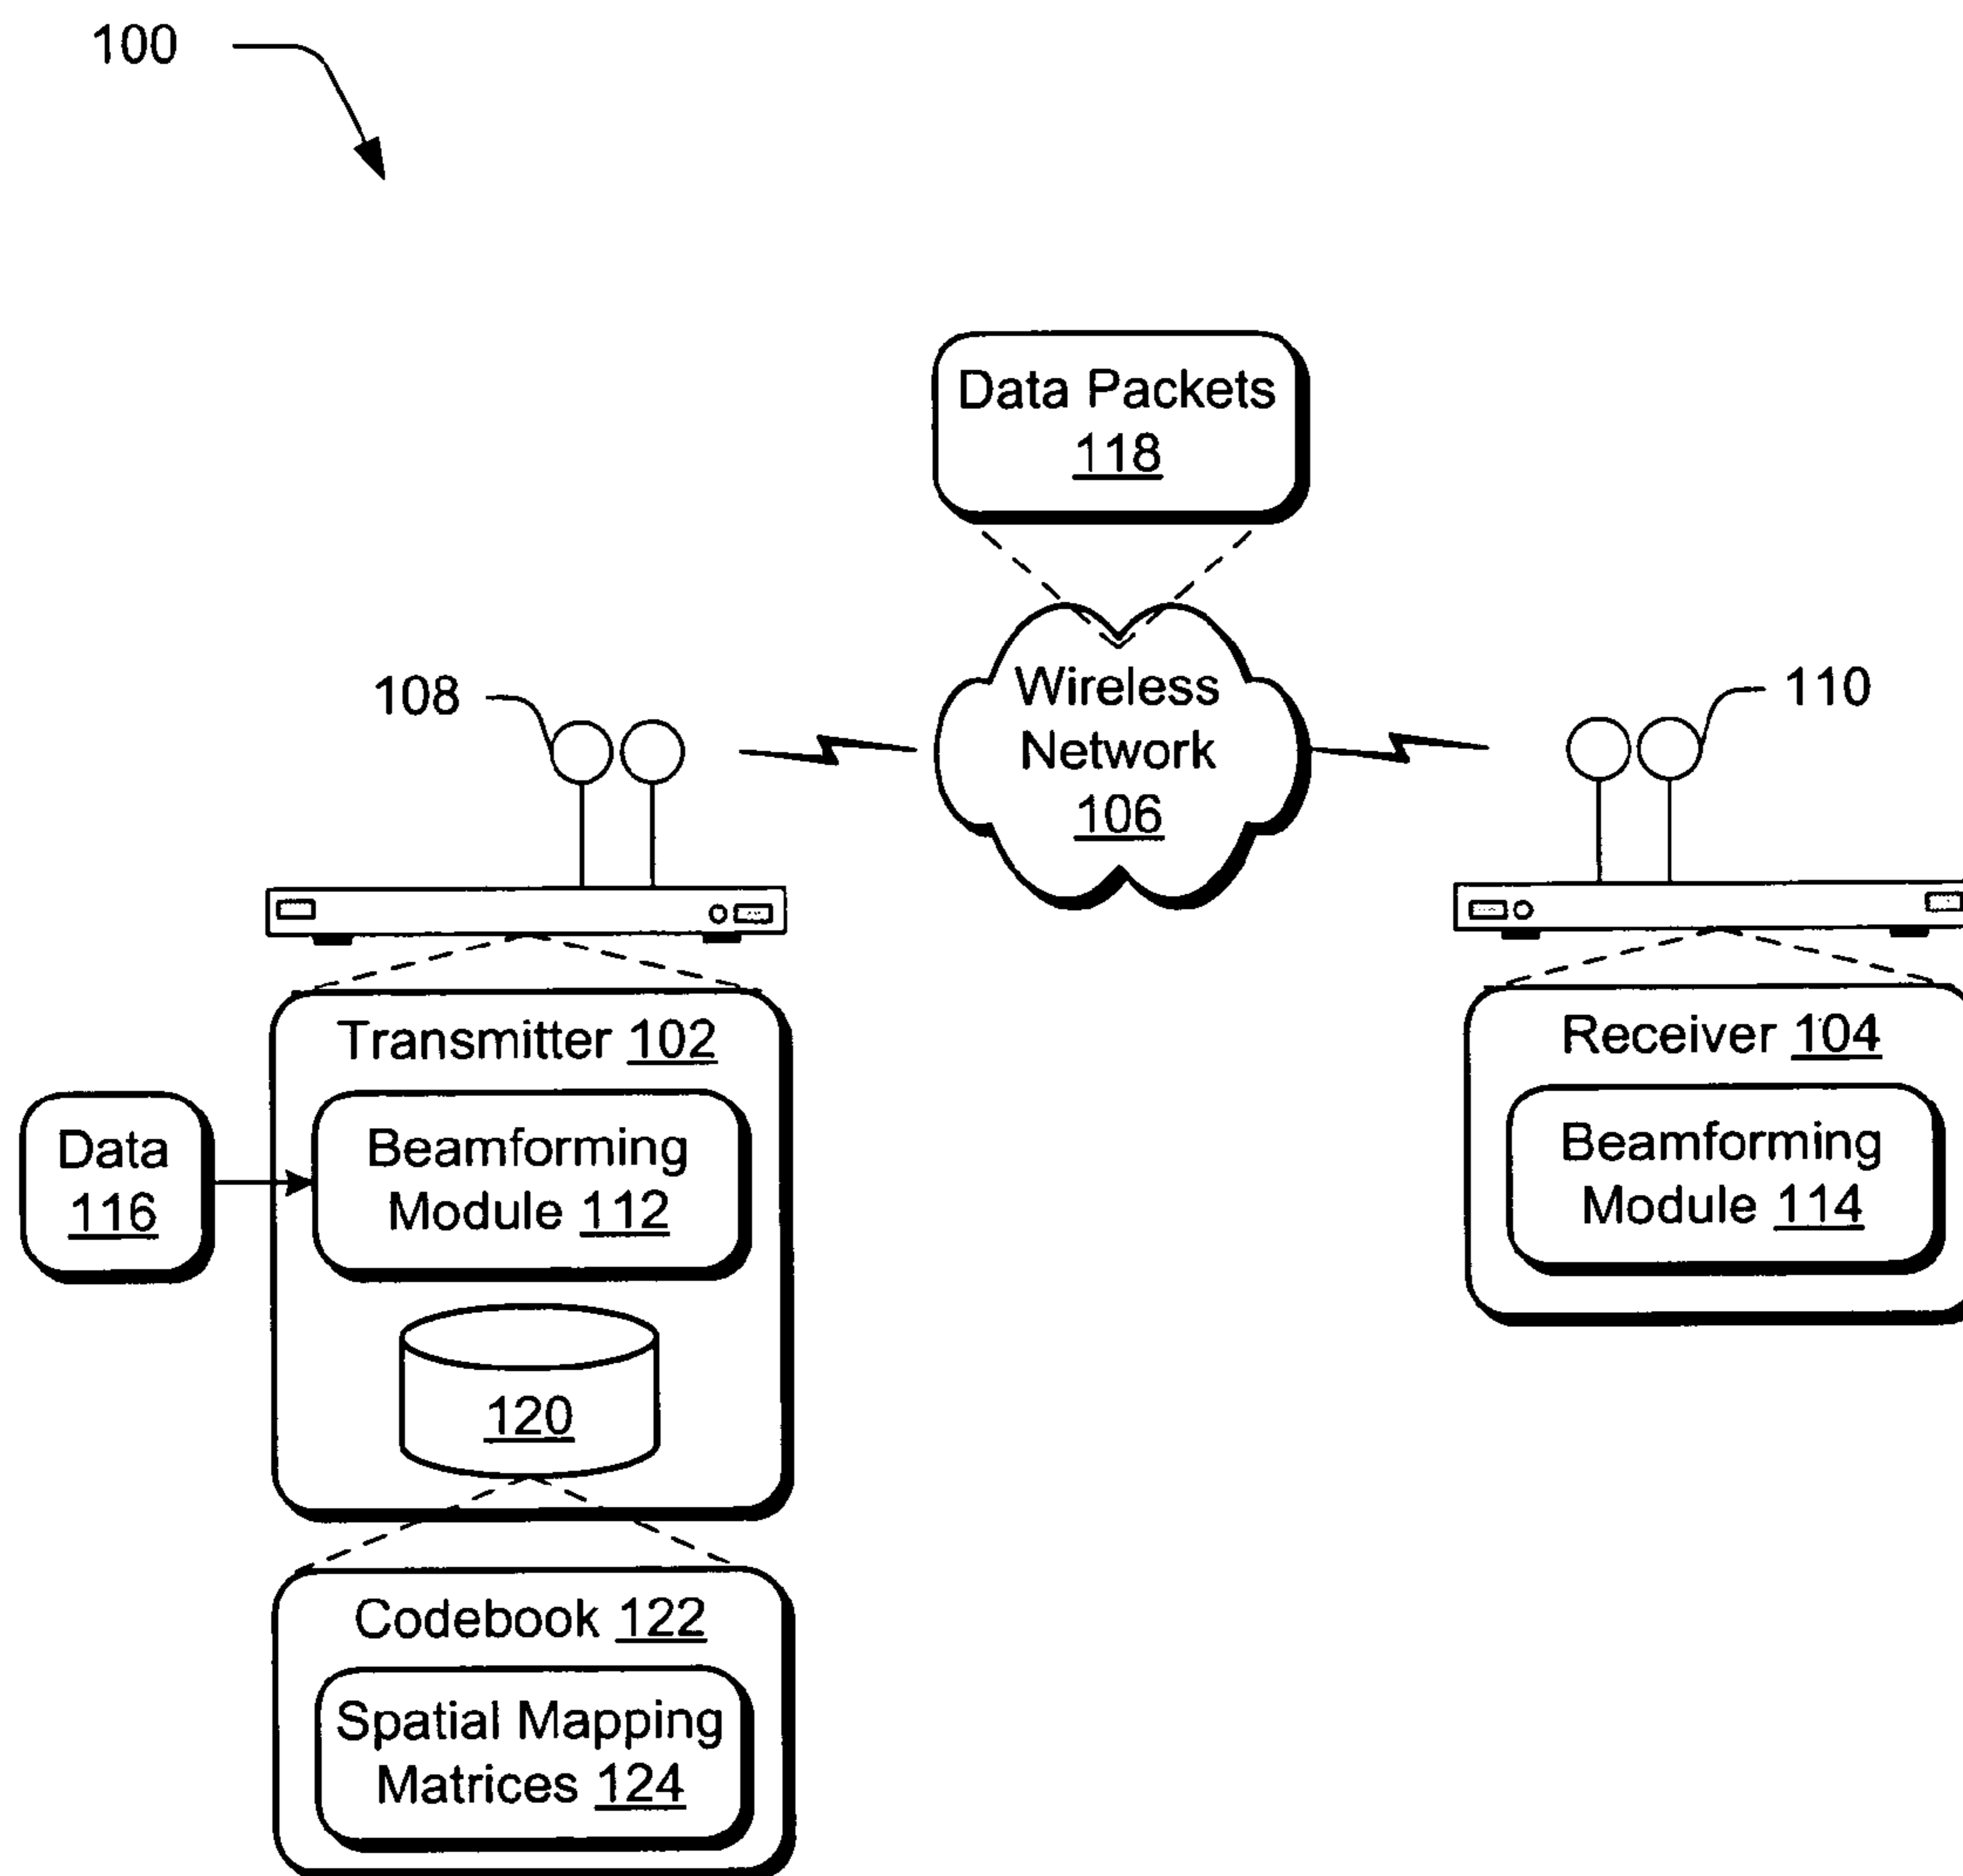 100
Data Packets
118
Wireless
Network
106
108
110
Transmitter 102
Beamforming
Module 112
Data
116
120
Receiver 104
Beamforming
Module 114
Codebook 122
Spatial Mapping
Matrices 124